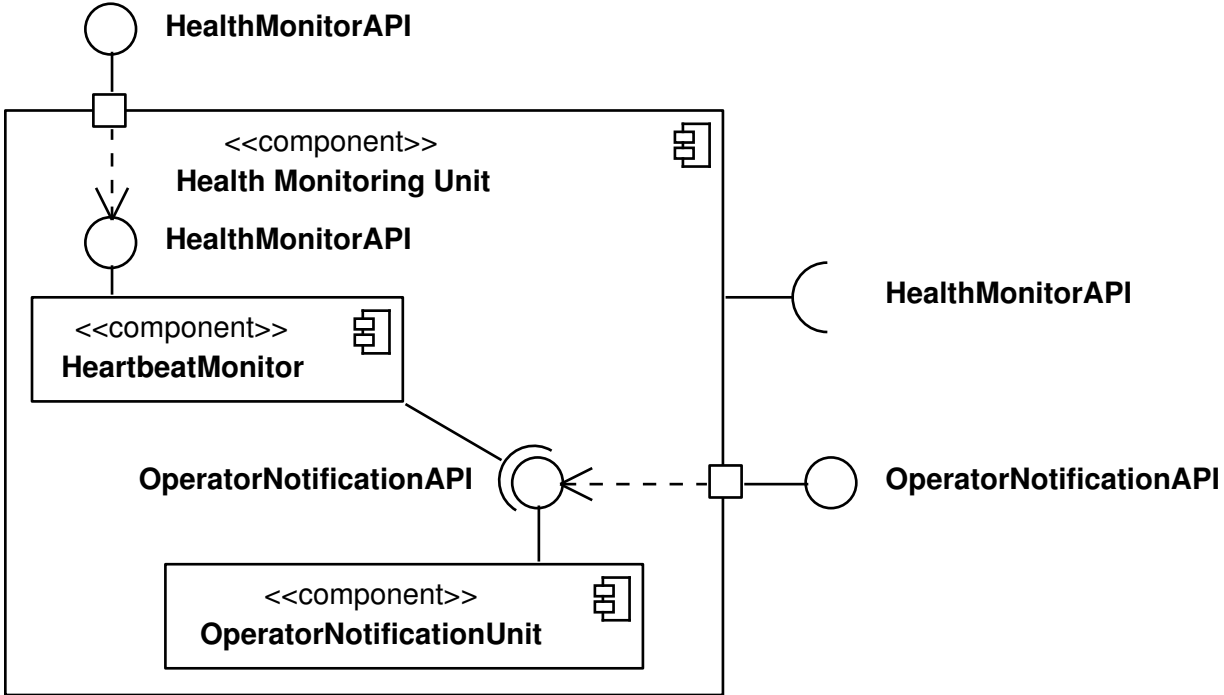 HealthMonitorAPI
<<component>>
Health Monitoring Unit
HealthMonitorAPI
HealthMonitorAPI
<<component>>
HeartbeatMonitor
OperatorNotificationAPI
OperatorNotificationAPI
<<component>>
OperatorNotificationUnit